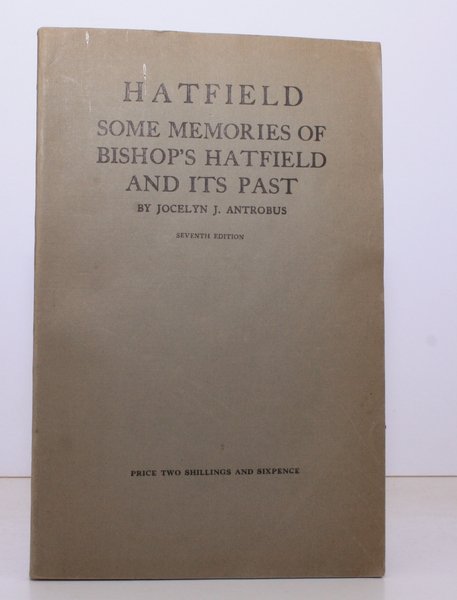 HATFIELD
SOME MEMORIES OF
BISHOP'S HATFIELD
AND ITS PAST
BY JOCELYN J. ANTROBUS
SEVENTH EDITION
PRICE TWO SHILLINGS AND SIXPENCE